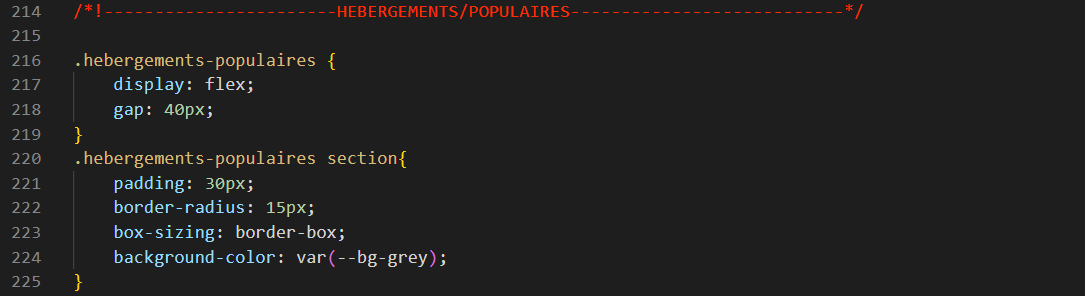 214 /*!-----------------------HEBERGEMENTS/POPULAIRES---------------------------*/
215
216 .hebergements-populaires {
217 display: flex;
218 gap: 40px;
219 }
220 .hebergements-populaires section{
221 padding: 30px;
222 border-radius: 15px;
223 box-sizing: border-box;
224 background-color: var(--bg-grey);
225 }